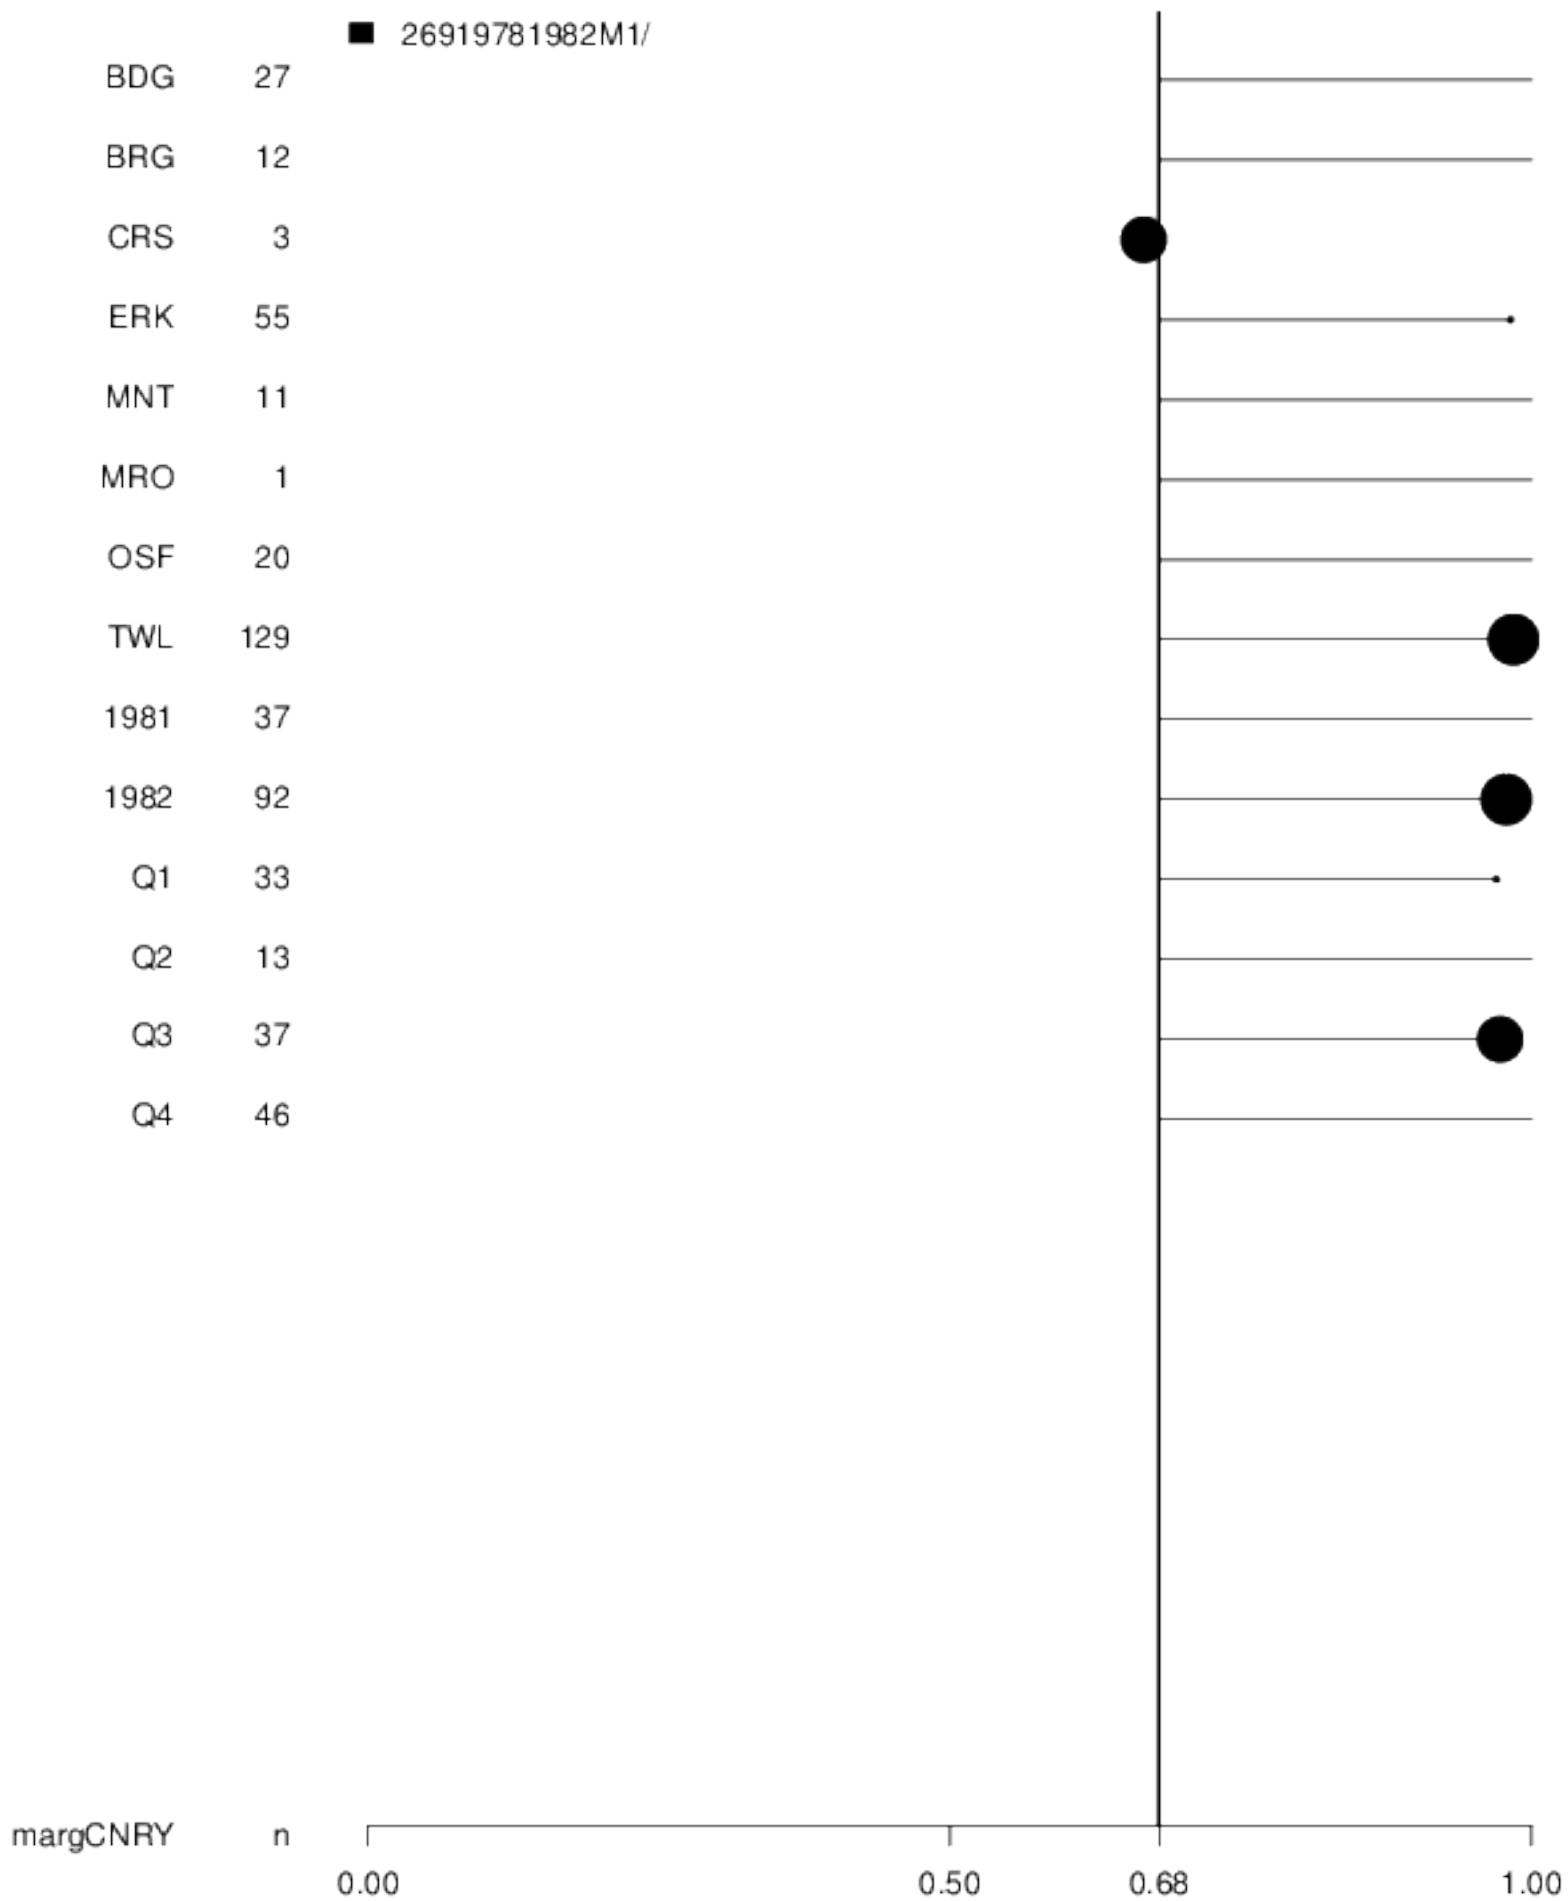 26919781982M1/
BDG 27
BRG 12
CRS 3
ERK 55
MNT 11
MRO 1
OSF 20
TWL 129
1981 37
1982 92
Q1 33
Q2 13
Q3 37
Q4 46
margCNRY n
0.00 0.50 0.68 1.00